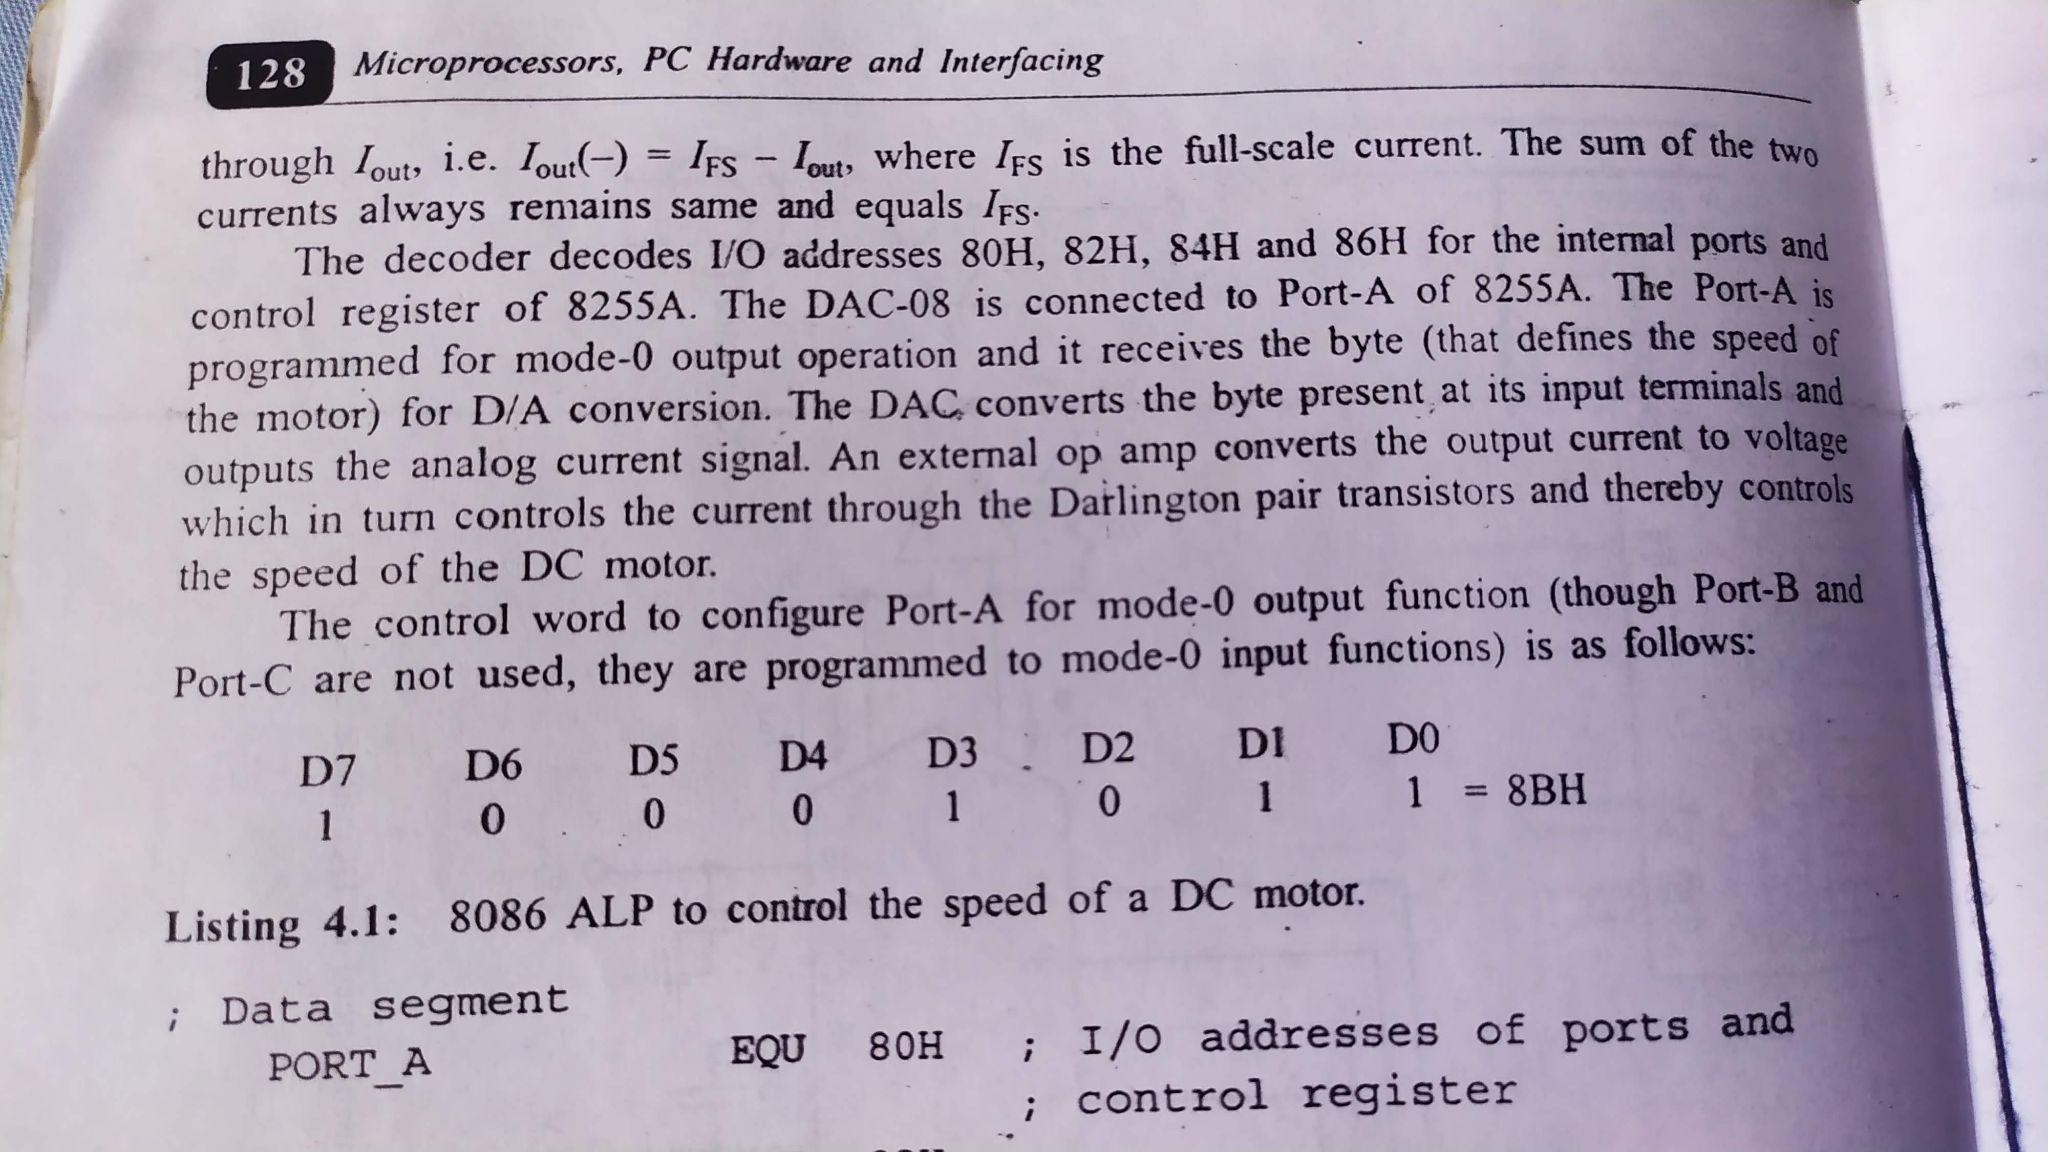 128 Microprocessors, PC Hardware and Interfacing
through Iout, i.e. Iout(−) = IFS − Iout, where IFS is the full-scale current. The sum of the two
currents always remains same and equals IFS.
The decoder decodes I/O addresses 80H, 82H, 84H and 86H for the internal ports and
control register of 8255A. The DAC-08 is connected to Port-A of 8255A. The Port-A is
programmed for mode-0 output operation and it receives the byte (that defines the speed of
the motor) for D/A conversion. The DAC converts the byte present at its input terminals and
outputs the analog current signal. An external op amp converts the output current to voltage
which in turn controls the current through the Darlington pair transistors and thereby controls
the speed of the DC motor.
The control word to configure Port-A for mode-0 output function (though Port-B and
Port-C are not used, they are programmed to mode-0 input functions) is as follows:
D7 D6 D5 D4 D3 D2 D1 D0
1 0 0 0 1 0 1 1 = 8BH
Listing 4.1: 8086 ALP to control the speed of a DC motor.
; Data segment
PORT_A EQU 80H ; I/O addresses of ports and
; control register